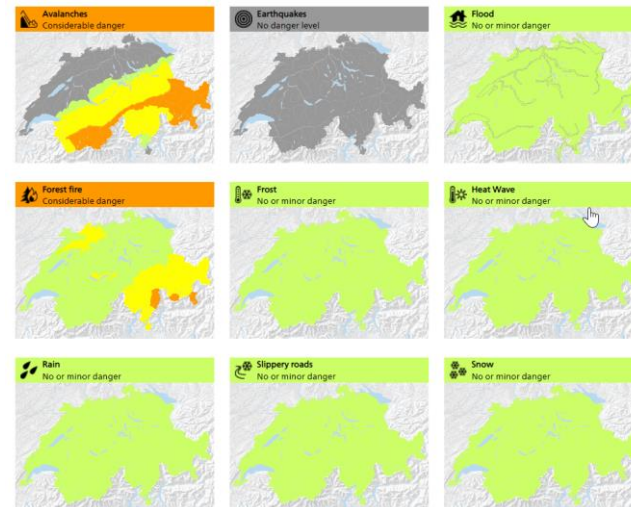 Avalanches
Considerable danger
Earthquakes
No danger level
Flood
No or minor danger
Forest fire
Considerable danger
Frost
No or minor danger
Heat Wave
No or minor danger
Rain
No or minor danger
Slippery roads
No or minor danger
Snow
No or minor danger